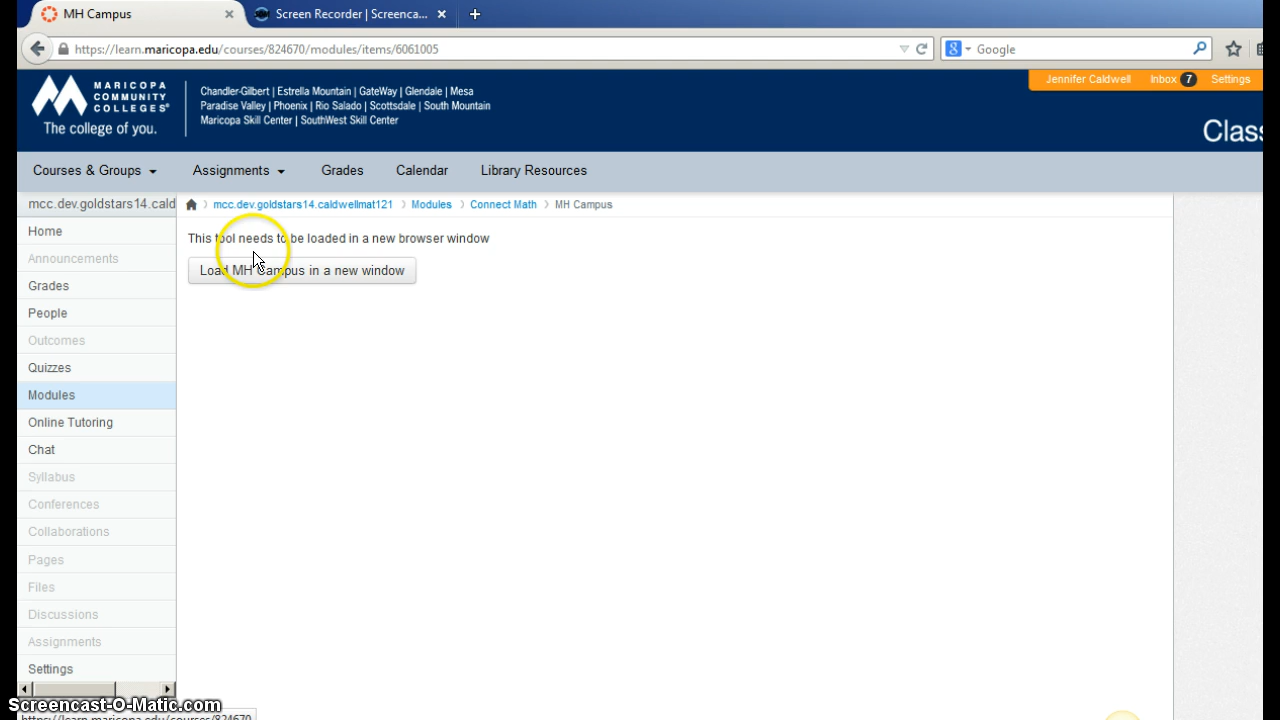 MH Campus
Screen Recorder | Screenca...
https://learn.maricopa.edu/courses/824670/modules/items/6061005
Google
MARICOPA
COMMUNITY
COLLEGES®
The college of you.
Chandler-Gilbert | Estrella Mountain | GateWay | Glendale | Mesa
Paradise Valley | Phoenix | Rio Salado | Scottsdale | South Mountain
Maricopa Skill Center | SouthWest Skill Center
Jennifer Caldwell Inbox 7 Settings
Class
Courses & Groups Assignments Grades Calendar Library Resources
mcc.dev.goldstars14.cald
mcc.dev.goldstars14.caldwellmat121 Modules Connect Math MH Campus
This tool needs to be loaded in a new browser window
Load MH Campus in a new window
Home
Announcements
Grades
People
Outcomes
Quizzes
Modules
Online Tutoring
Chat
Syllabus
Conferences
Collaborations
Pages
Files
Discussions
Assignments
Settings
Screencast-O-Matic.com
https://learn.maricopa.edu/courses/824670